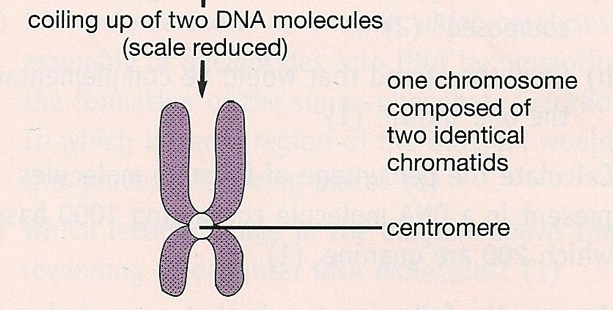 coiling up of two DNA molecules
(scale reduced)
one chromosome
composed of
two identical
chromatids
centromere